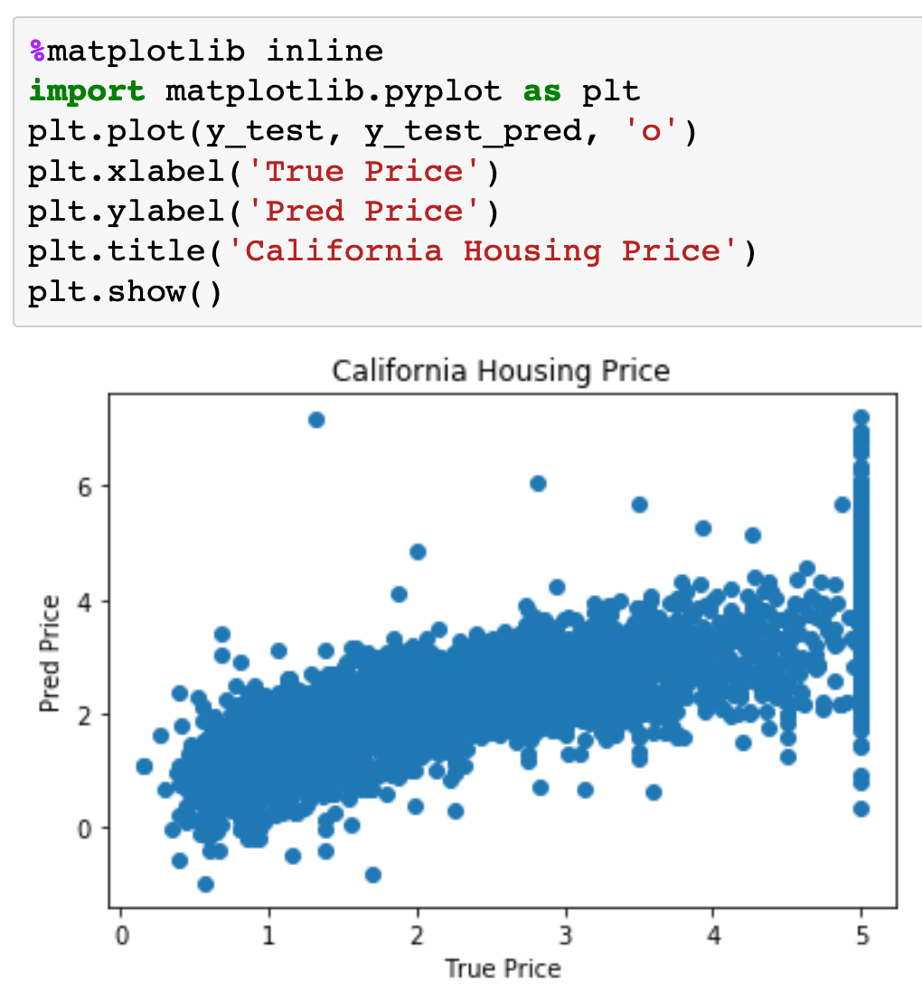 %matplotlib inline
import matplotlib.pyplot as plt
plt.plot(y_test, y_test_pred, 'o')
plt.xlabel('True Price')
plt.ylabel('Pred Price')
plt.title('California Housing Price')
plt.show()
California Housing Price
6
4
2
0
Pred Price
0 1 2 3 4 5
True Price